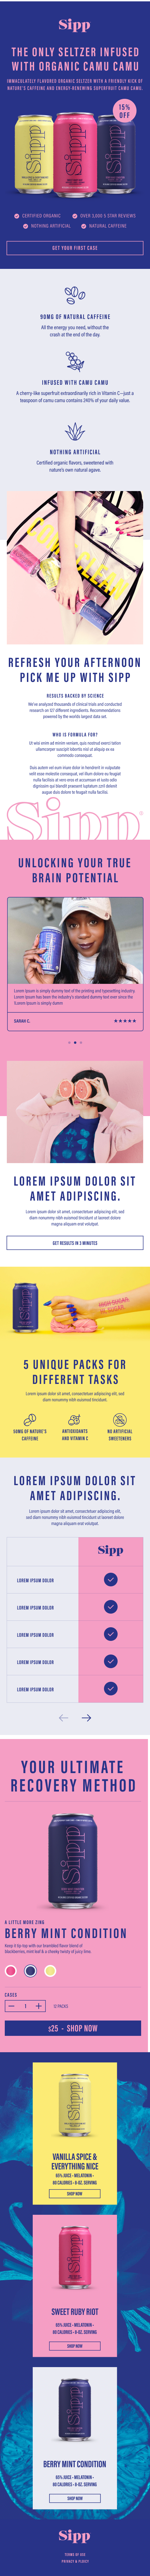 Sipp
THE ONLY SELTZER INFUSED
WITH ORGANIC CAMU CAMU
IMMACULATELY FLAVORED ORGANIC SELTZER WITH A FRIENDLY KICK OF
NATURE'S CAFFEINE AND ENERGY-RENEWING SUPERFRUIT CAMU CAMU.
15%
OFF
Sipp
Sipp
Sipp
CERTIFIED ORGANIC
OVER 3,000 5 STAR REVIEWS
NOTHING ARTIFICIAL
NATURAL CAFFEINE
GET YOUR FIRST CASE
90MG OF NATURAL CAFFEINE
All the energy you need, without the
crash at the end of the day.
INFUSED WITH CAMU CAMU
A cherry-like superfruit extraordinarily rich in Vitamin C—just a
teaspoon of camu camu contains
of your daily value.
NOTHING ARTIFICIAL
Certified organic flavors, sweetened with
nature's own natural agave.
COME CLEAN
REFRESH YOUR AFTERNOON
PICK ME UP WITH SIPP
RESULTS BACKED BY SCIENCE
We've analysed thousands of clinical trials and conducted
research on 127 different ingredients. Recommendations
powered by the worlds largest data set.
WHO IS FORMULA FOR?
Ut wisi enim ad minim veniam, quis nostrud exerci tation
ullamcorper suscipit lobortis nisl ut aliquip ex ea
commodo consequat.
Duis autem vel eum iriure dolor in hendrerit in vulputate
velit esse molestie consequat, vel illum dolore eu feugiat
nulla facilisis at vero eros et accumsan et iusto odio
dignissim qui blandit praesent luptatum zzril delenit
augue duis dolore te feugait nulla facilisi.
Sipp
UNLOCKING YOUR TRUE
BRAIN POTENTIAL
Sipp
Lorem Ipsum is simply dummy text of the printing and typesetting industry.
Lorem Ipsum has been the industry's standard dummy text ever since the
SARAH C.
LOREM IPSUM DOLOR SIT
AMET ADIPISCING.
Lorem ipsum dolor sit amet, consectetuer adipiscing elit,
sed diam nonummy nibh euismod tincidunt ut laoreet dolore
magna aliquam erat volutpat.
GET RESULTS IN 2 MINUTES
Sipp
HIGH SUGAR.
5 UNIQUE PACKS FOR
DIFFERENT TASKS
Lorem ipsum dolor sit amet, consectetuer adipiscing elit, sed
diam nonummy nibh euismod tincidunt.
OF NATURE'S
CAFFEINE
ANTIOXIDANTS
AND VITAMIN C
NO ARTIFICIAL
SWEETENERS
LOREM IPSUM DOLOR SIT
AMET ADIPISCING.
Lorem ipsum dolor sit amet, consectetuer adipiscing elit,
sed diam nonummy nibh euismod tincidunt ut laoreet dolore
magna aliquam erat volutpat.
Sipp
LOREM IPSUM DOLOR
LOREM IPSUM DOLOR
LOREM IPSUM DOLOR
LOREM IPSUM DOLOR
LOREM IPSUM DOLOR
YOUR ULTIMATE
RECOVERY METHOD
Sipp
A LITTLE MORE ZING
BERRY MINT CONDITION
Keep it tip-top with our bramblest flavor blend of
blackberries, mint leaf & a cheeky twisty of juicy lime.
CASES
1
12 PACKS
$25 - SHOP NOW
Sipp
VANILLA SPICE &
EVERYTHING NICE
65% JUICE • MELATONIN •
60 CALORIES • 8-OZ. SERVING
SHOP NOW
Sipp
SWEET RUBY RIOT
65% JUICE • MELATONIN •
60 CALORIES • 8-OZ. SERVING
SHOP NOW
Sipp
BERRY MINT CONDITION
65% JUICE • MELATONIN •
60 CALORIES • 8-OZ. SERVING
SHOP NOW
Sipp
TERMS OF USE
PRIVACY & POLICY